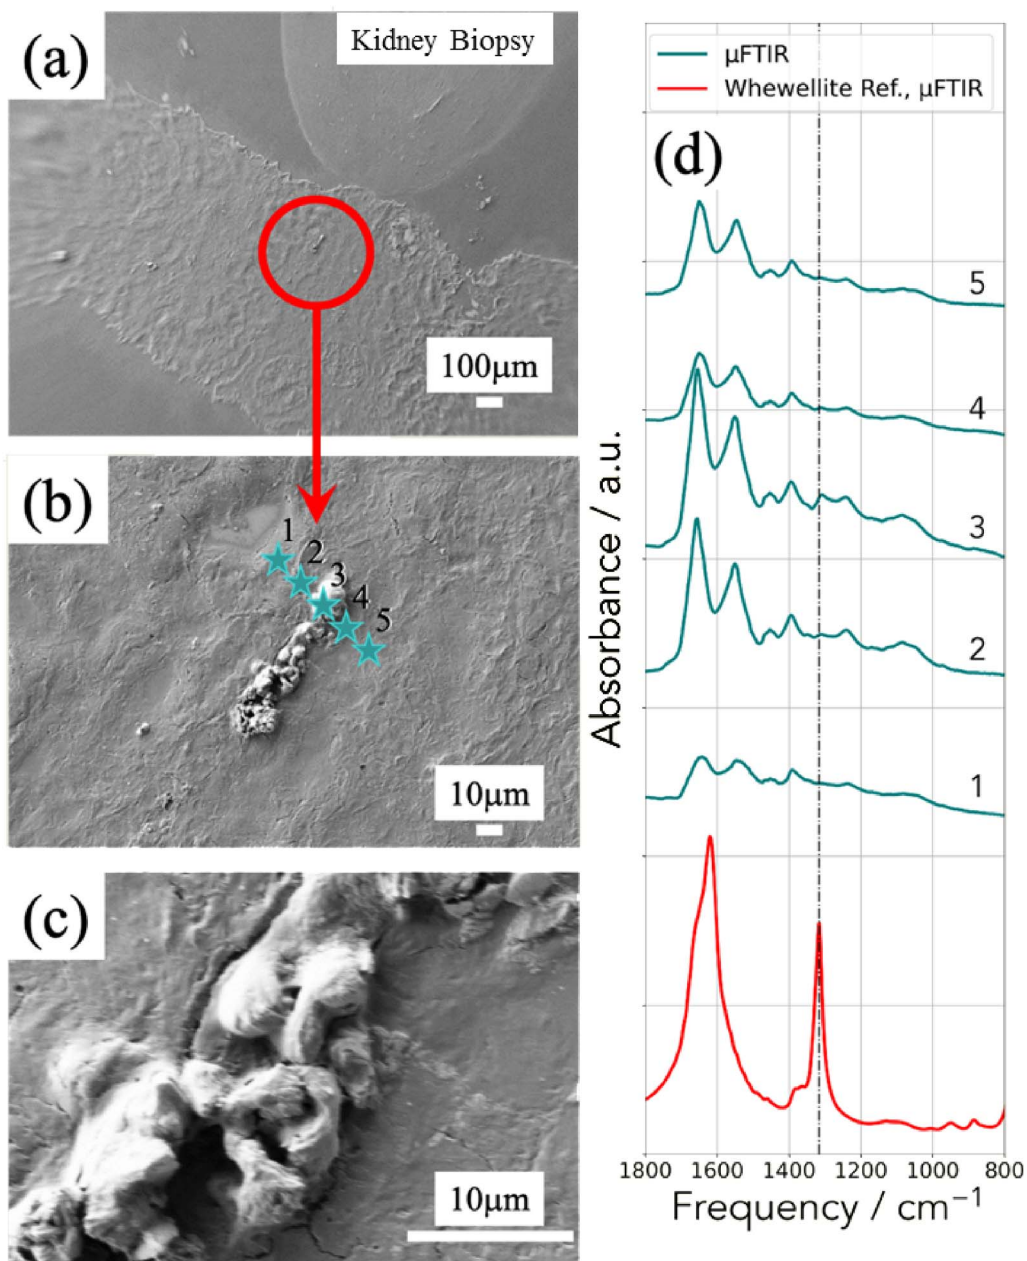 (a)
Kidney Biopsy
100μm
(b)
1
2
3
4
5
10μm
(c)
10μm
μFTIR
Whewellite Ref., μFTIR
(d)
5
4
3
2
1
Absorbance / a.u.
1800 1600 1400 1200 1000 800
Frequency / cm⁻¹